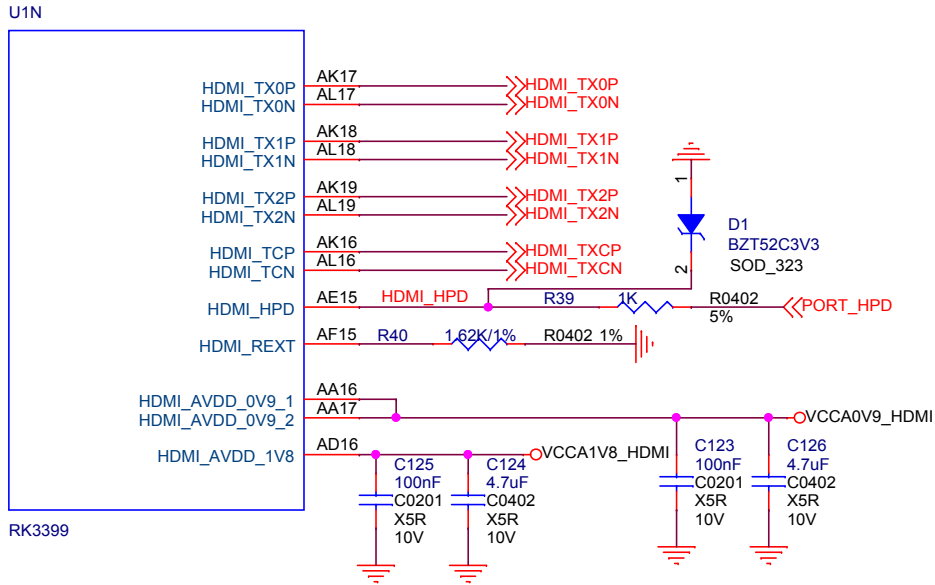 U1N
HDMI_TX0P AK17 HDMI_TX0P
HDMI_TX0N AL17 HDMI_TX0N
HDMI_TX1P AK18 HDMI_TX1P
HDMI_TX1N AL18 HDMI_TX1N
HDMI_TX2P AK19 HDMI_TX2P
HDMI_TX2N AL19 HDMI_TX2N
HDMI_TCP AK16 HDMI_TXCP
HDMI_TCN AL16 HDMI_TXCN
1
D1
BZT52C3V3
SOD_323
2
HDMI_HPD AE15 HDMI_HPD R39 1K R0402 PORT_HPD
5%
HDMI_REXT AF15 R40 1.62K/1% R0402 1%
HDMI_AVDD_0V9_1 AA16
HDMI_AVDD_0V9_2 AA17 VCCA0V9_HDMI
HDMI_AVDD_1V8 AD16 VCCA1V8_HDMI
C125
100nF
C0201
X5R
10V
C124
4.7uF
C0402
X5R
10V
C123
100nF
C0201
X5R
10V
C126
4.7uF
C0402
X5R
10V
RK3399